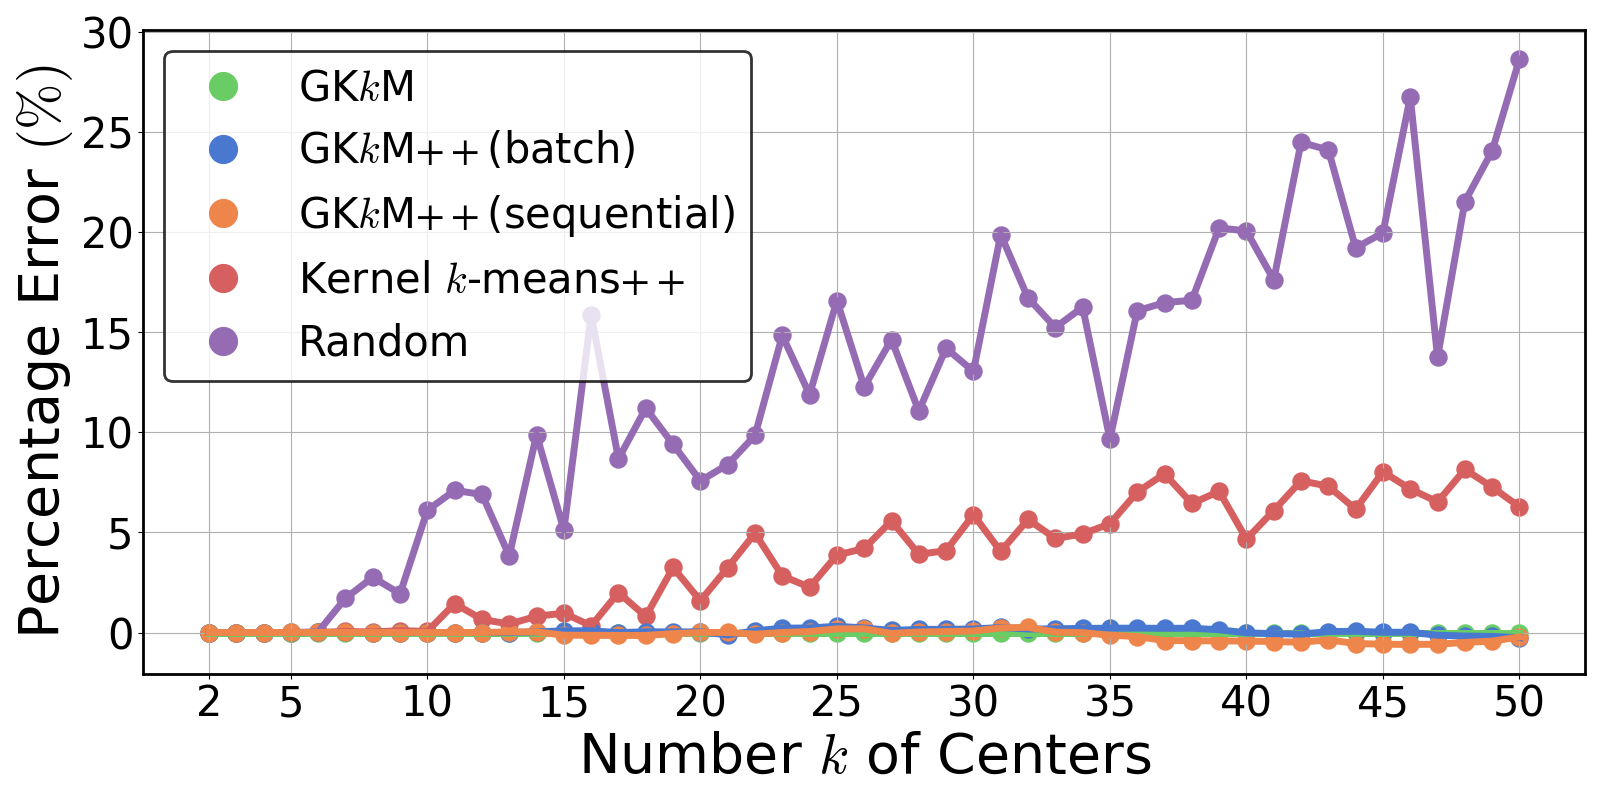 Percentage Error (%)
30
25
20
15
10
5
0
GKkM
GKkM++(batch)
GKkM++(sequential)
Kernel k-means++
Random
2 5 10 15 20 25 30 35 40 45 50
Number k of Centers